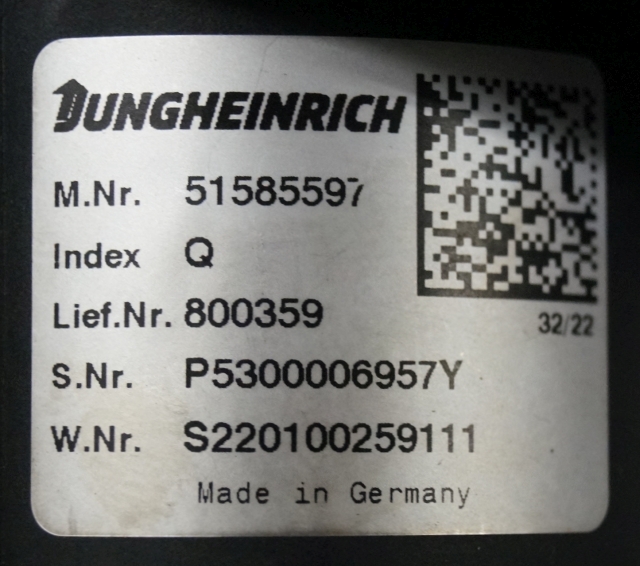 JUNGHEINRICH
M.Nr. 51585597
Index Q
Lief.Nr. 800359
32/22
S.Nr. P5300006957Y
W.Nr. S220100259111
Made in Germany